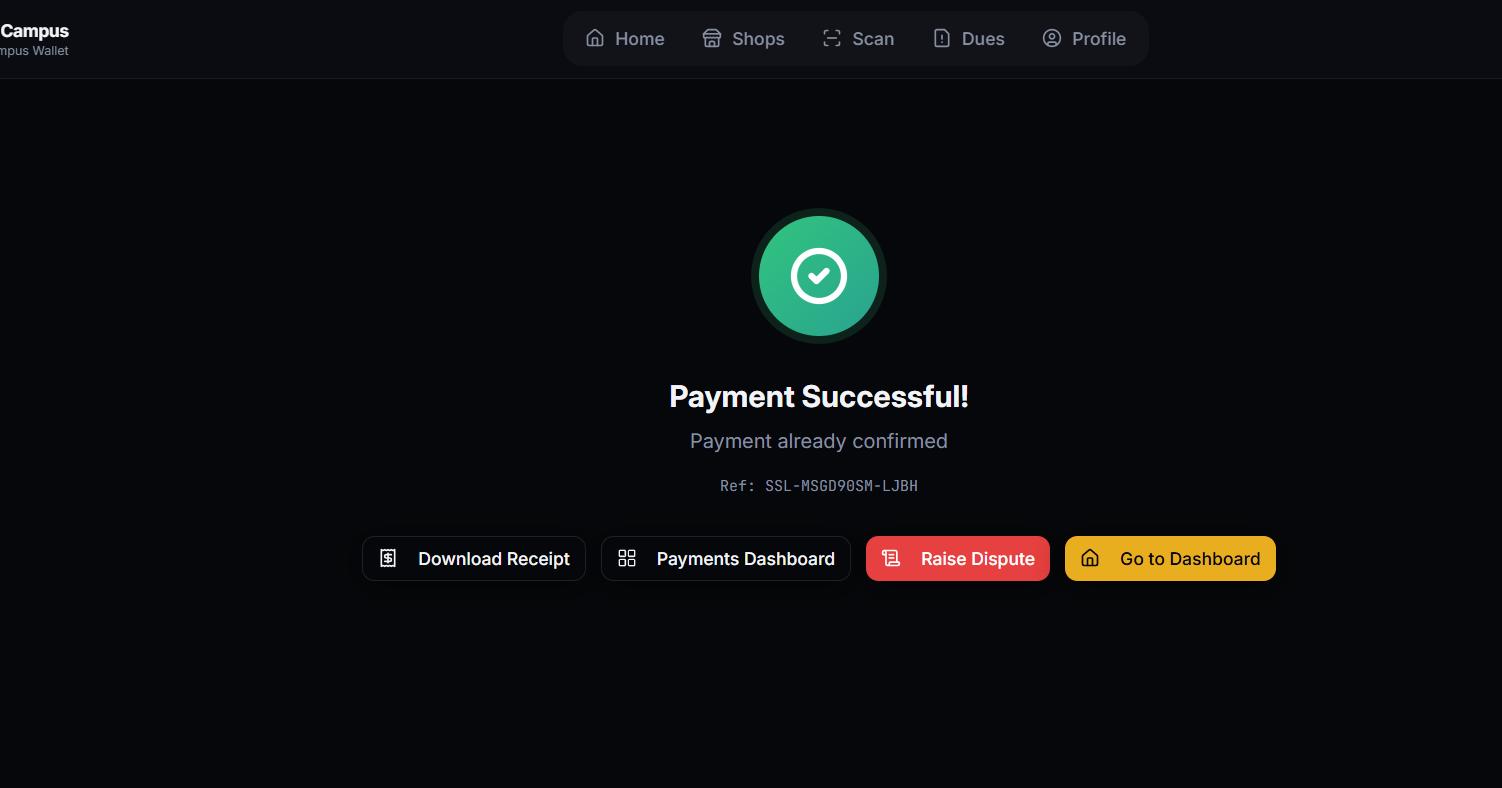 Campus
mpus Wallet
Home
Shops
Scan
Dues
Profile
Payment Successful!
Payment already confirmed
Ref: SSL-MSGD90SM-LJBH
Download Receipt
Payments Dashboard
Raise Dispute
Go to Dashboard